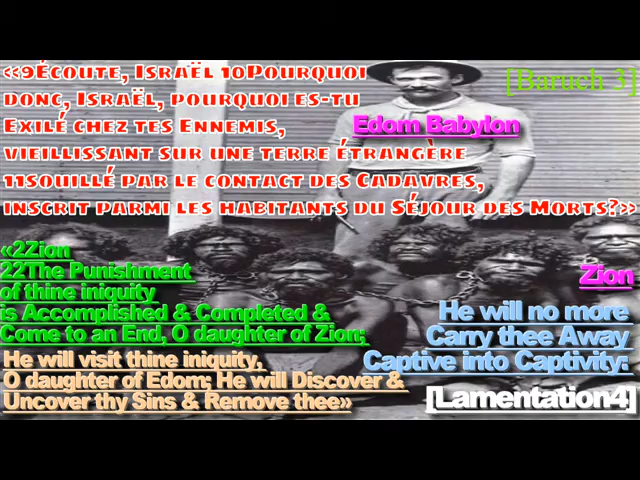 «9Écoute, Israël 10Pourquoi
donc, Israël, pourquoi es-tu
Exilé chez tes Ennemis,
vieillissant sur une terre étrangère
11souillé par le contact des Cadavres,
inscrit parmi les habitants du Séjour des Morts?»
[Baruch 3]
Edom Babylon
«2Zion
22The Punishment
of thine iniquity
is Accomplished & Completed &
Come to an End, O daughter of Zion;
He will visit thine iniquity,
O daughter of Edom; He will Discover &
Uncover thy Sins & Remove thee»
Zion
He will no more
Carry thee Away
Captive into Captivity:
[Lamentation4]